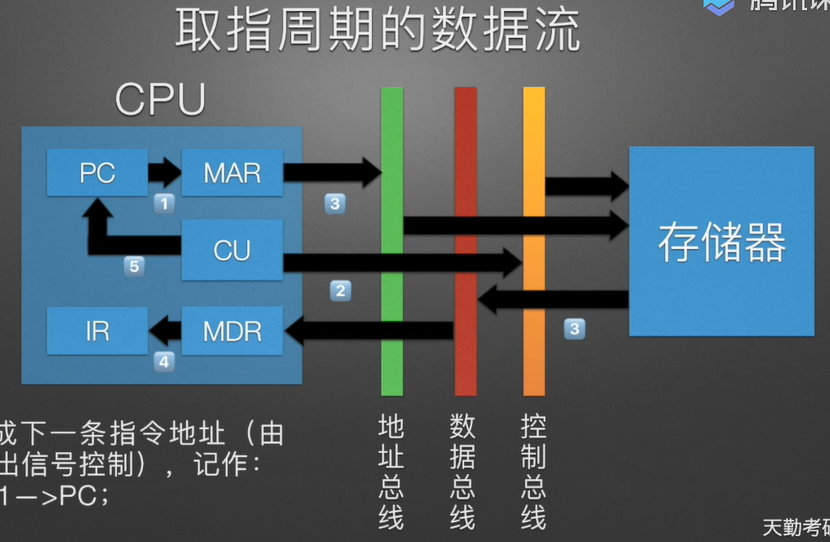 腾讯课
取指周期的数据流
CPU
PC
MAR
1
3
CU
5
2
存储器
IR
MDR
4
3
成下一条指令地址（由
出信号控制），记作：
1—>PC；
地址总线
数据总线
控制总线
天勤考研